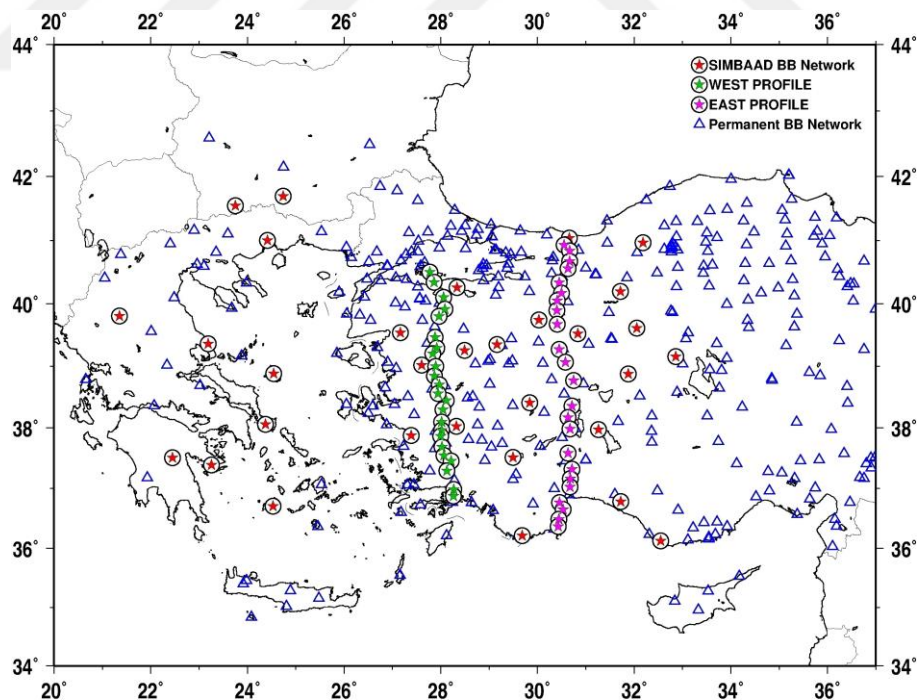 20° 22° 24° 26° 28° 30° 32° 34° 36°
44° 44°
SIMBAAD BB Network
WEST PROFILE
EAST PROFILE
Permanent BB Network
42° 42°
40° 40°
38° 38°
36° 36°
34° 34°
20° 22° 24° 26° 28° 30° 32° 34° 36°